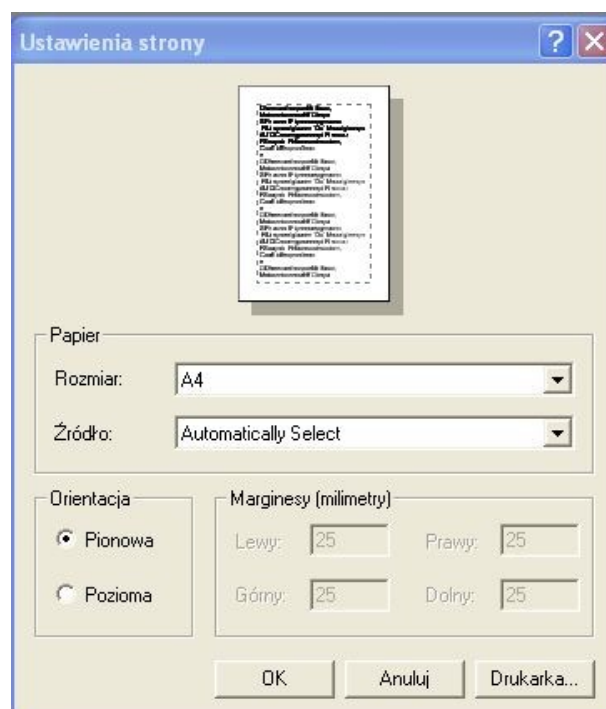 Ustawienia strony
Papier
Rozmiar: A4
Źródło: Automatically Select
Orientacja
Pionowa
Pozioma
Marginesy (milimetry)
Lewy: 25 Prawy: 25
Górny: 25 Dolny: 25
OK Anuluj Drukarka...